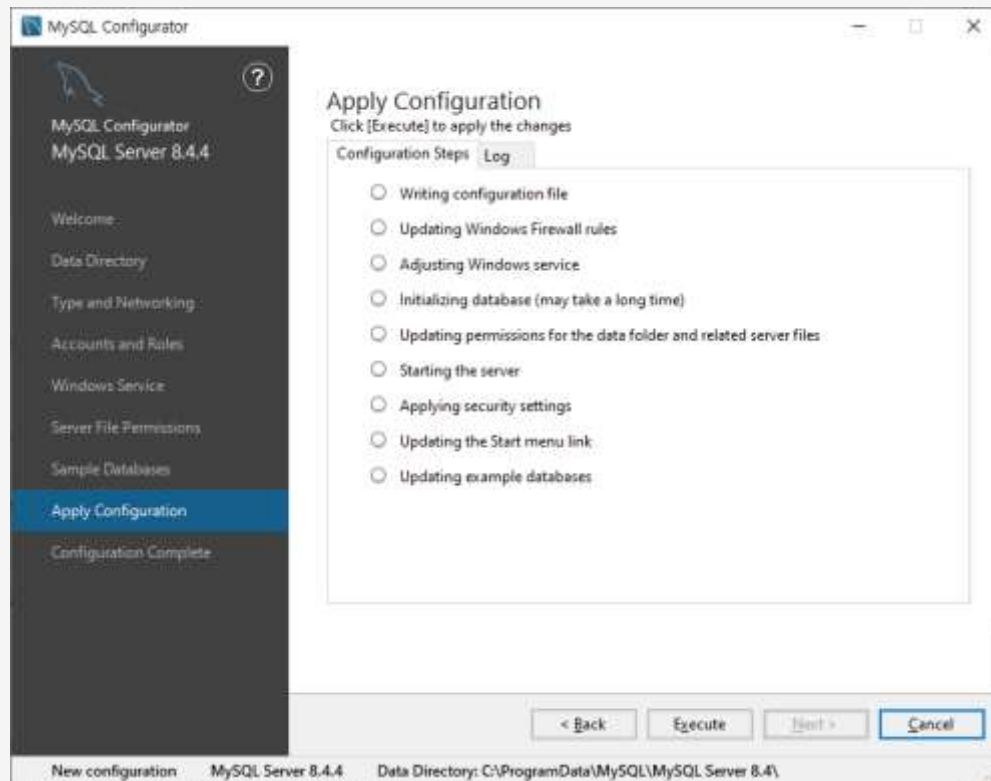 MySQL Configurator
?
MySQL Configurator
MySQL Server 8.4.4
Welcome
Data Directory
Type and Networking
Accounts and Roles
Windows Service
Server File Permissions
Sample Databases
Apply Configuration
Configuration Complete
Apply Configuration
Click [Execute] to apply the changes
Configuration Steps Log
Writing configuration file
Updating Windows Firewall rules
Adjusting Windows service
Initializing database (may take a long time)
Updating permissions for the data folder and related server files
Starting the server
Applying security settings
Updating the Start menu link
Updating example databases
< Back Execute Next > Cancel
New configuration MySQL Server 8.4.4 Data Directory: C:\ProgramData\MySQL\MySQL Server 8.4\